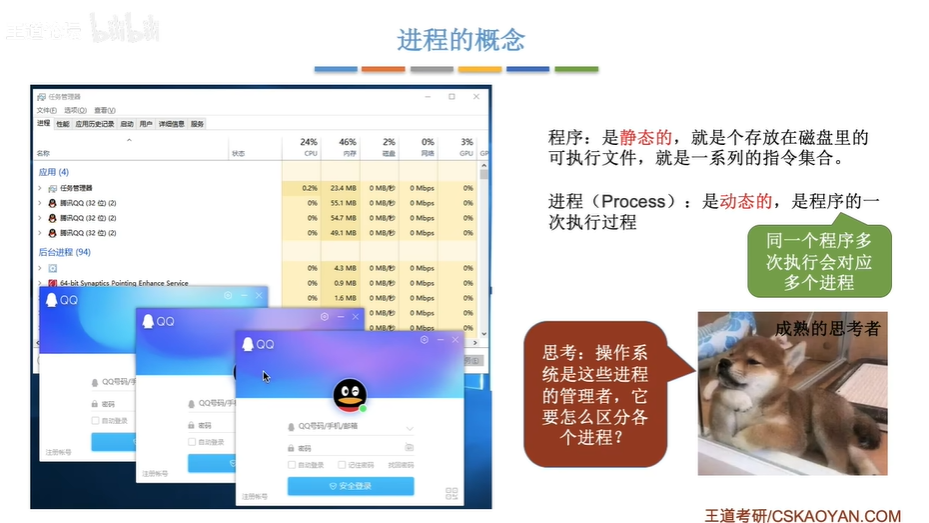 王道考研 bilibili
进程的概念
任务管理器
文件(F) 选项(O) 查看(V)
进程 性能 应用历史记录 启动 用户 详细信息 服务
24% 46% 2% 0% 3%
名称 状态 CPU 内存 磁盘 网络 GPU GP
应用 (4)
任务管理器 0.2% 23.4 MB 0 MB/秒 0 Mbps 0%
腾讯QQ (32 位) (2) 0% 55.1 MB 0 MB/秒 0 Mbps 0%
腾讯QQ (32 位) (2) 0% 54.7 MB 0 MB/秒 0 Mbps 0%
腾讯QQ (32 位) (2) 0% 49.1 MB 0 MB/秒 0 Mbps 0%
后台进程 (94)
0% 4.3 MB 0 MB/秒 0 Mbps 0%
64-bit Synaptics Pointing Enhance Service 0% 0.9 MB 0 MB/秒 0 Mbps 0%
0% 1.6 MB 0 MB/秒 0 Mbps 0%
0 MB/秒 0 Mbps 0%
0 MB/秒 0 Mbps 0%
QQ
QQ号码/手
密码
自动登录
注册帐号
QQ
QQ号码/手机
密码
自动登录
注册帐号
QQ
QQ号码/手机/邮箱
密码
自动登录 记住密码 找回密码
安全登录
注册帐号
程序：是静态的，就是个存放在磁盘里的
可执行文件，就是一系列的指令集合。
进程（Process）：是动态的，是程序的一
次执行过程
同一个程序多
次执行会对应
多个进程
思考：操作系
统是这些进程
的管理者，它
要怎么区分各
个进程？
成熟的思考者
王道考研/CSKAOYAN.COM